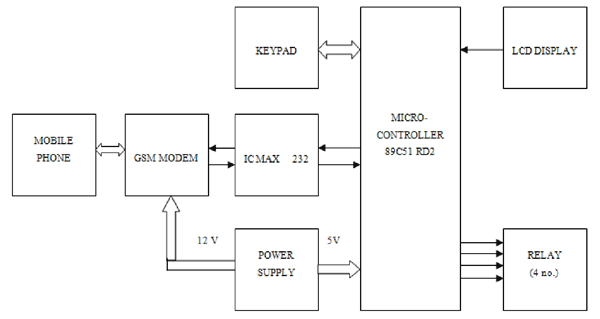 KEYPAD
LCD DISPLAY
MICRO-
CONTROLLER
89C51 RD2
MOBILE
PHONE
GSM MODEM
IC MAX 232
12 V
5V
POWER
SUPPLY
RELAY
(4 no.)